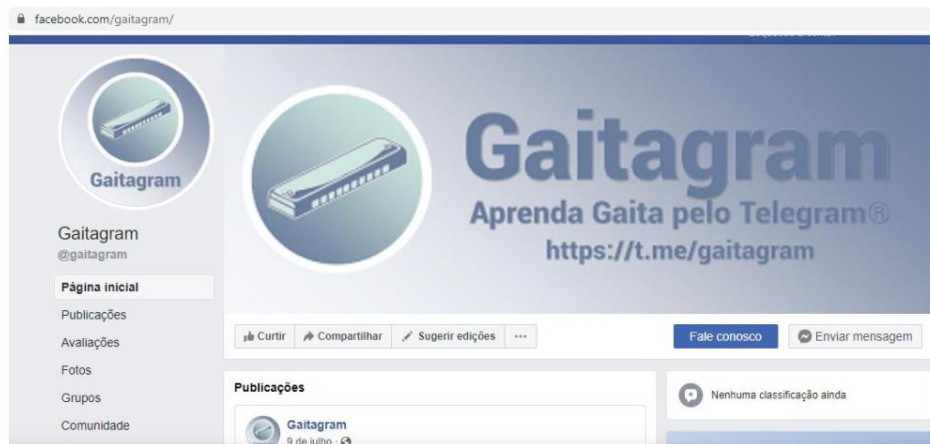 facebook.com/gaitagram/
Gaitagram
Gaitagram
@gaitagram
Página inicial
Publicações
Avaliações
Fotos
Grupos
Comunidade
Gaitagram
Aprenda Gaita pelo Telegram®
https://t.me/gaitagram
Curtir
Compartilhar
Sugerir edições
...
Fale conosco
Enviar mensagem
Publicações
Gaitagram
9 de julho ·
Nenhuma classificação ainda